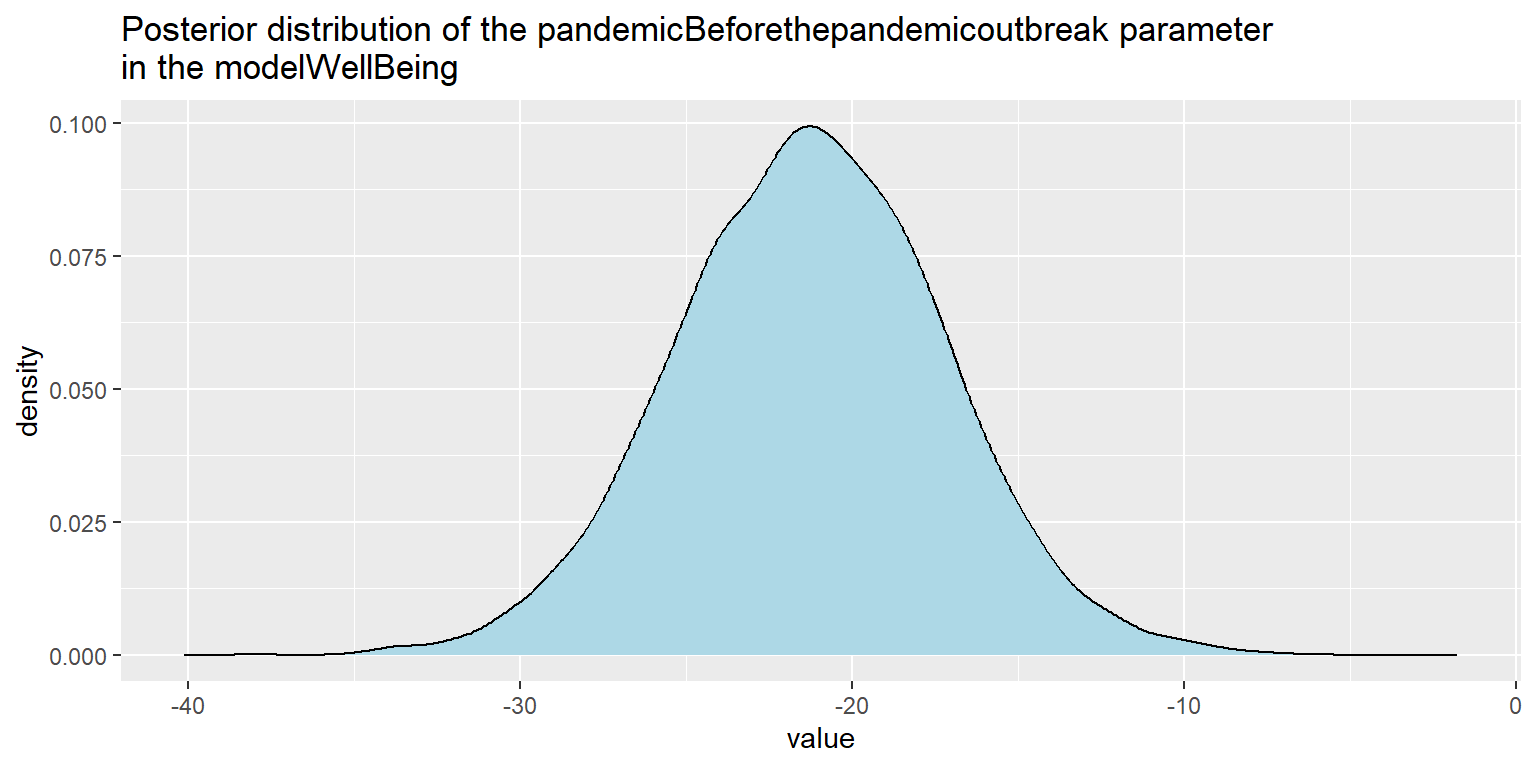 Posterior distribution of the pandemicBeforethepandemicoutbreak parameter
in the modelWellBeing
0.100
0.075
0.050
0.025
0.000
density
-40
-30
-20
-10
0
value